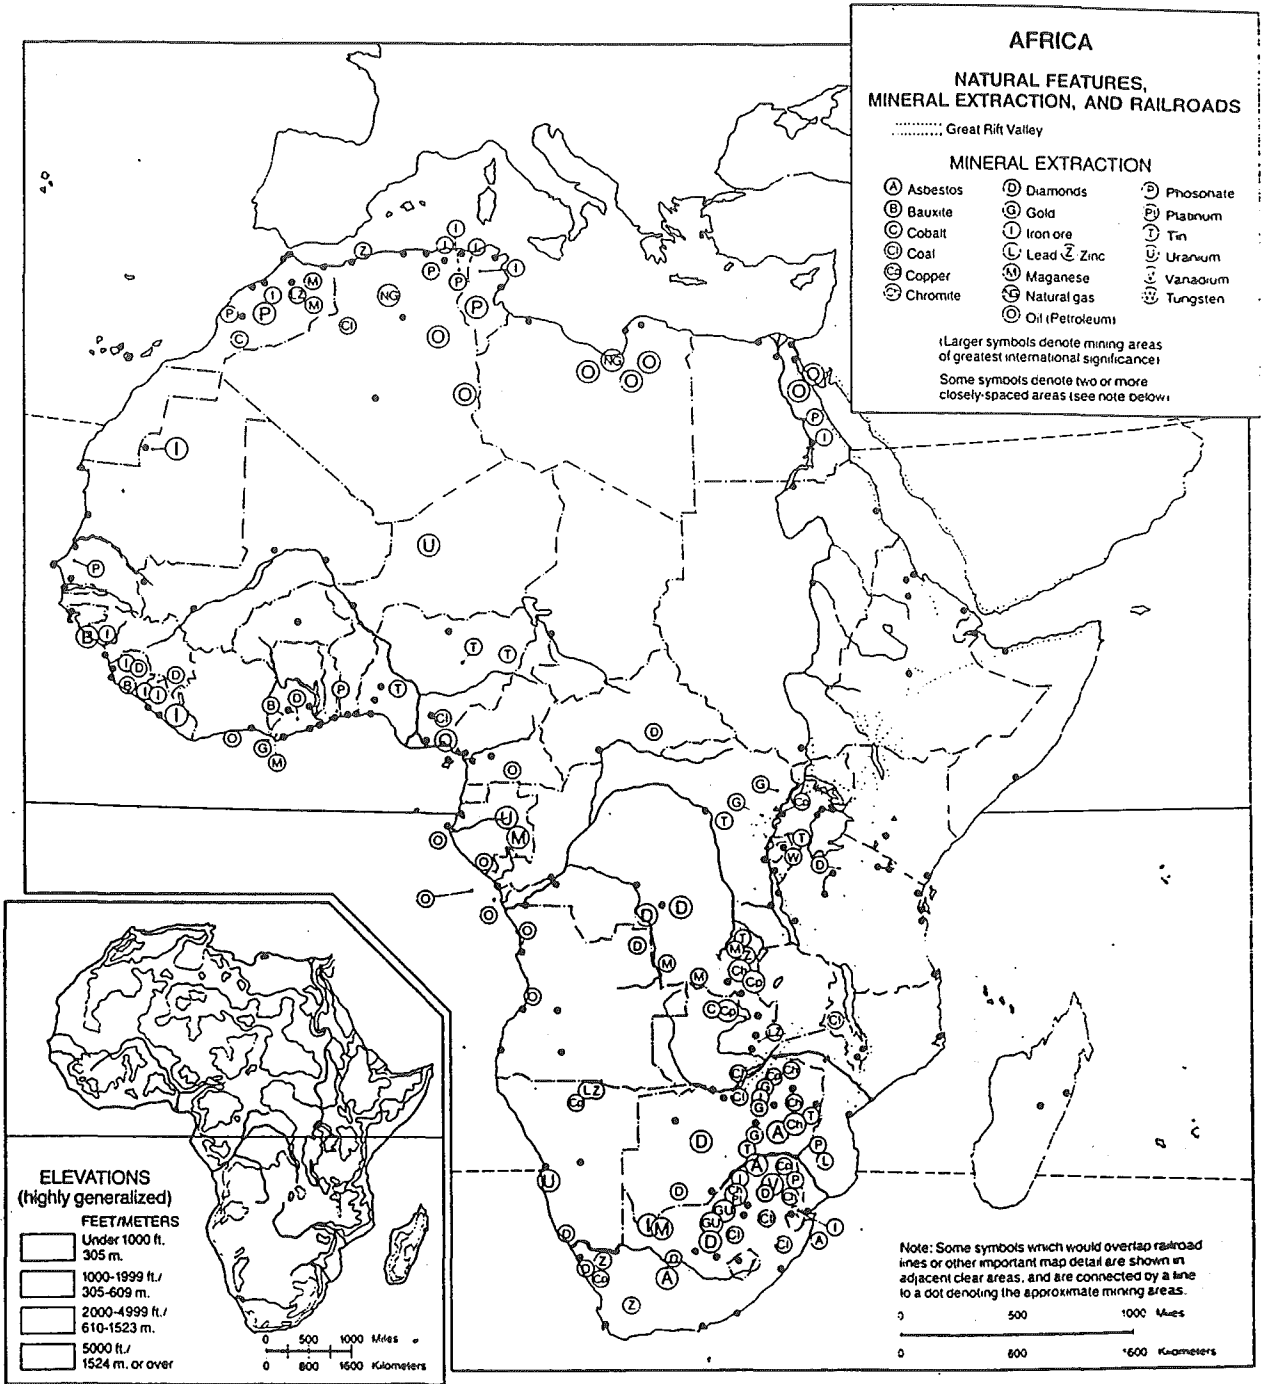 AFRICA
NATURAL FEATURES,
MINERAL EXTRACTION, AND RAILROADS
Great Rift Valley
MINERAL EXTRACTION
A Asbestos
B Bauxite
C Cobalt
Cl Coal
Copper
Chromite
D Diamonds
G Gold
I Iron ore
L Lead Z Zinc
M Maganese
NG Natural gas
O Oil (Petroleum)
P Phosonate
Platinum
T Tin
U Uranium
Vanadium
Tungsten
(Larger symbols denote mining areas
of greatest international significance)
Some symbols denote two or more
closely-spaced areas (see note below)
ELEVATIONS
(highly generalized)
FEET/METERS
Under 1000 ft.
305 m.
1000-1999 ft./
305-609 m.
2000-4999 ft./
610-1523 m.
5000 ft./
1524 m. or over
0 500 1000 Miles
0 800 1600 Kilometers
Note: Some symbols which would overlap railroad
lines or other important map detail are shown in
adjacent clear areas, and are connected by a line
to a dot denoting the approximate mining areas.
0 500 1000 Miles
0 800 1600 Kilometers